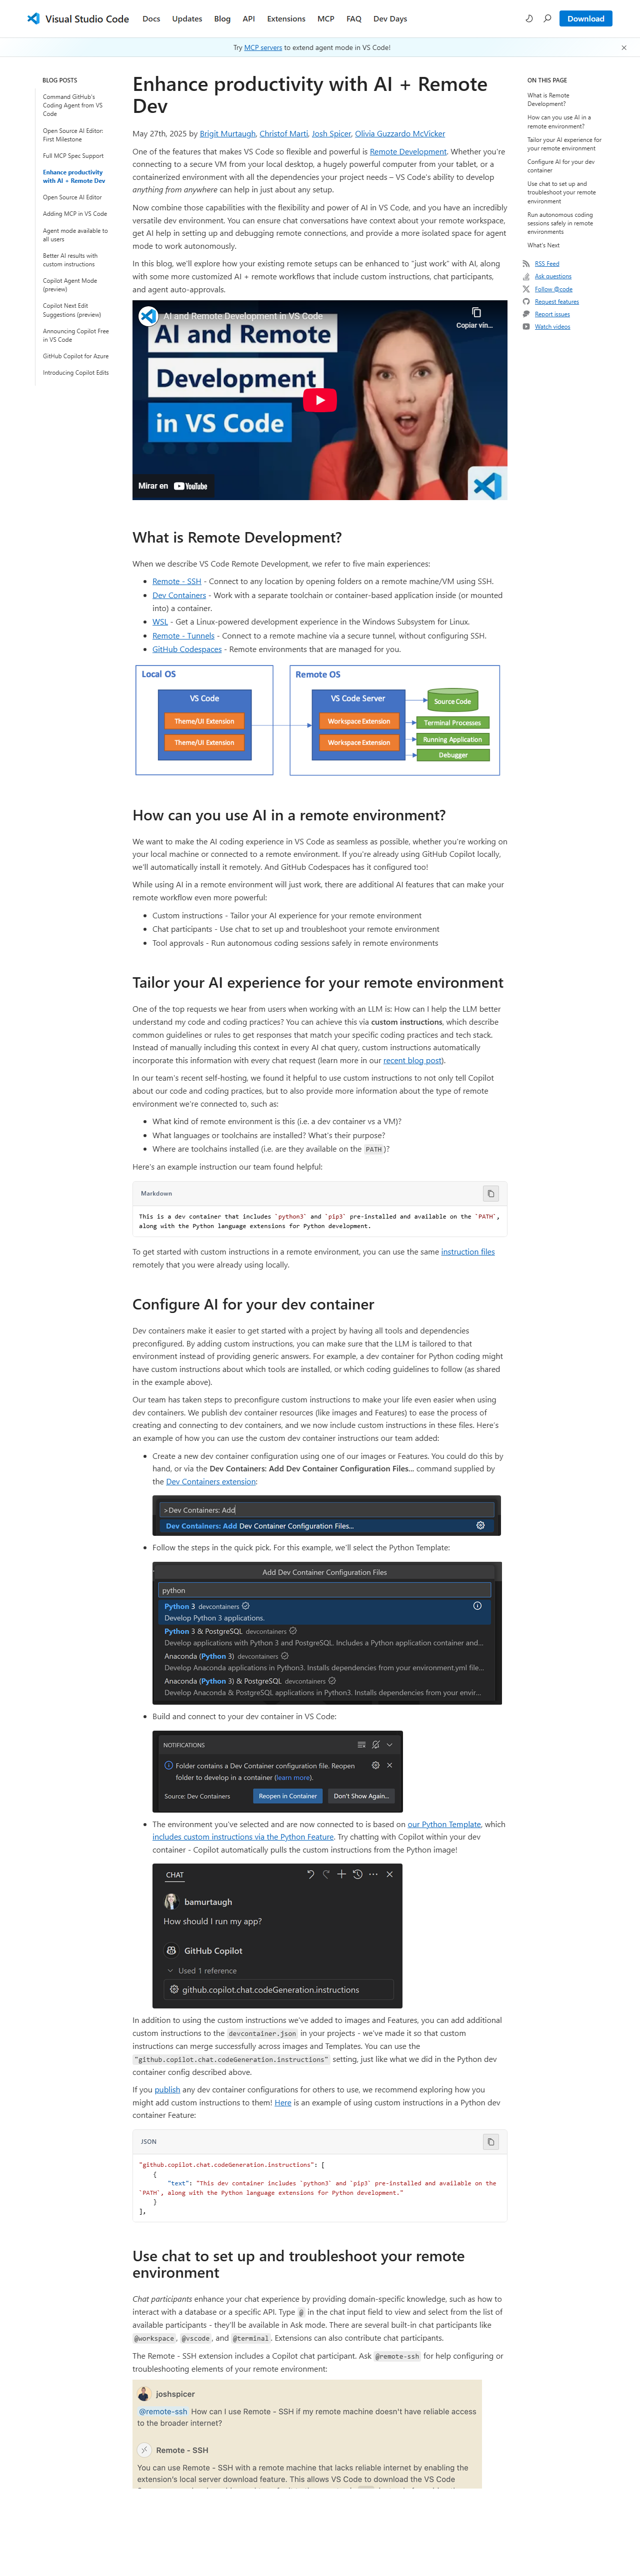 Visual Studio Code
Docs
Updates
Blog
API
Extensions
MCP
FAQ
Dev Days
Download
Try MCP servers to extend agent mode in VS Code!
BLOG POSTS
Command GitHub's
Coding Agent from VS
Code
Open Source AI Editor:
First Milestone
Full MCP Spec Support
Enhance productivity
with AI + Remote Dev
Open Source AI Editor
Adding MCP in VS Code
Agent mode available to
all users
Better AI results with
custom instructions
Copilot Agent Mode
(preview)
Copilot Next Edit
Suggestions (preview)
Announcing Copilot Free
in VS Code
GitHub Copilot for Azure
Introducing Copilot Edits
Enhance productivity with AI + Remote
Dev
May 27th, 2025 by Brigit Murtaugh, Christof Marti, Josh Spicer, Olivia Guzzardo McVicker
One of the features that makes VS Code so flexible and powerful is Remote Development. Whether you're
connecting to a secure VM from your local desktop, a hugely powerful computer from your tablet, or a
containerized environment with all the dependencies your project needs – VS Code's ability to develop
anything from anywhere can help in just about any setup.
Now combine those capabilities with the flexibility and power of AI in VS Code, and you have an incredibly
versatile dev environment. You can ensure chat conversations have context about your remote workspace,
get AI help in setting up and debugging remote connections, and provide a more isolated space for agent
mode to work autonomously.
In this blog, we'll explore how your existing remote setups can be enhanced to "just work" with AI, along
with some more customized AI + remote workflows that include custom instructions, chat participants,
and agent auto-approvals.
AI and Remote Development in VS Code
Copiar vín...
AI and Remote
Development
in VS Code
Mirar en YouTube
What is Remote Development?
When we describe VS Code Remote Development, we refer to five main experiences:
Remote - SSH - Connect to any location by opening folders on a remote machine/VM using SSH.
Dev Containers - Work with a separate toolchain or container-based application inside (or mounted
into) a container.
WSL - Get a Linux-powered development experience in the Windows Subsystem for Linux.
Remote - Tunnels - Connect to a remote machine via a secure tunnel, without configuring SSH.
GitHub Codespaces - Remote environments that are managed for you.
Local OS
VS Code
Theme/UI Extension
Theme/UI Extension
Remote OS
VS Code Server
Workspace Extension
Workspace Extension
Source Code
Terminal Processes
Running Application
Debugger
How can you use AI in a remote environment?
We want to make the AI coding experience in VS Code as seamless as possible, whether you're working on
your local machine or connected to a remote environment. If you're already using GitHub Copilot locally,
we'll automatically install it remotely. And GitHub Codespaces has it configured too!
While using AI in a remote environment will just work, there are additional AI features that can make your
remote workflow even more powerful:
Custom instructions - Tailor your AI experience for your remote environment
Chat participants - Use chat to set up and troubleshoot your remote environment
Tool approvals - Run autonomous coding sessions safely in remote environments
Tailor your AI experience for your remote environment
One of the top requests we hear from users when working with an LLM is: How can I help the LLM better
understand my code and coding practices? You can achieve this via custom instructions, which describe
common guidelines or rules to get responses that match your specific coding practices and tech stack.
Instead of manually including this context in every AI chat query, custom instructions automatically
incorporate this information with every chat request (learn more in our recent blog post).
In our team's recent self-hosting, we found it helpful to use custom instructions to not only tell Copilot
about our code and coding practices, but to also provide more information about the type of remote
environment we're connected to, such as:
What kind of remote environment is this (i.e. a dev container vs a VM)?
What languages or toolchains are installed? What's their purpose?
Where are toolchains installed (i.e. are they available on the PATH)?
Here's an example instruction our team found helpful:
Markdown
This is a dev container that includes `python3` and `pip3` pre-installed and available on the `PATH`,
along with the Python language extensions for Python development.
To get started with custom instructions in a remote environment, you can use the same instruction files
remotely that you were already using locally.
Configure AI for your dev container
Dev containers make it easier to get started with a project by having all tools and dependencies
preconfigured. By adding custom instructions, you can make sure that the LLM is tailored to that
environment instead of providing generic answers. For example, a dev container for Python coding might
have custom instructions about which tools are installed, or which coding guidelines to follow (as shared
in the example above).
Our team has taken steps to preconfigure custom instructions to make your life even easier when using
dev containers. We publish dev container resources (like images and Features) to ease the process of
creating and connecting to dev containers, and we now include custom instructions in these files. Here's
an example of how you can use the custom dev container instructions our team added:
Create a new dev container configuration using one of our images or Features. You could do this by
hand, or via the Dev Containers: Add Dev Container Configuration Files... command supplied by
the Dev Containers extension:
>Dev Containers: Add
Dev Containers: Add Dev Container Configuration Files...
Follow the steps in the quick pick. For this example, we'll select the Python Template:
Add Dev Container Configuration Files
python
Python 3 devcontainers
Develop Python 3 applications.
Python 3 & PostgreSQL devcontainers
Develop applications with Python 3 and PostgreSQL. Includes a Python application container and...
Anaconda (Python 3) devcontainers
Develop Anaconda applications in Python3. Installs dependencies from your environment.yml file...
Anaconda (Python 3) & PostgreSQL devcontainers
Develop Anaconda & PostgreSQL applications in Python3. Installs dependencies from your envir...
Build and connect to your dev container in VS Code:
NOTIFICATIONS
Folder contains a Dev Container configuration file. Reopen
folder to develop in a container (learn more).
Source: Dev Containers
Reopen in Container
Don't Show Again...
The environment you've selected and are now connected to is based on our Python Template, which
includes custom instructions via the Python Feature. Try chatting with Copilot within your dev
container - Copilot automatically pulls the custom instructions from the Python image!
CHAT
bamurtaugh
How should I run my app?
GitHub Copilot
Used 1 reference
github.copilot.chat.codeGeneration.instructions
In addition to using the custom instructions we've added to images and Features, you can add additional
custom instructions to the devcontainer.json in your projects - we've made it so that custom
instructions can merge successfully across images and Templates. You can use the
"github.copilot.chat.codeGeneration.instructions" setting, just like what we did in the Python dev
container config described above.
If you publish any dev container configurations for others to use, we recommend exploring how you
might add custom instructions to them! Here is an example of using custom instructions in a Python dev
container Feature:
JSON
"github.copilot.chat.codeGeneration.instructions": [
{
"text": "This dev container includes `python3` and `pip3` pre-installed and available on the
`PATH`, along with the Python language extensions for Python development."
}
],
Use chat to set up and troubleshoot your remote
environment
Chat participants enhance your chat experience by providing domain-specific knowledge, such as how to
interact with a database or a specific API. Type @ in the chat input field to view and select from the list of
available participants - they'll be available in Ask mode. There are several built-in chat participants like
@workspace, @vscode, and @terminal. Extensions can also contribute chat participants.
The Remote - SSH extension includes a Copilot chat participant. Ask @remote-ssh for help configuring or
troubleshooting elements of your remote environment:
joshspicer
@remote-ssh How can I use Remote - SSH if my remote machine doesn't have reliable access
to the broader internet?
Remote - SSH
You can use Remote - SSH with a remote machine that lacks reliable internet by enabling the
extension's local server download feature. This allows VS Code to download the VS Code
ON THIS PAGE
What is Remote
Development?
How can you use AI in a
remote environment?
Tailor your AI experience for
your remote environment
Configure AI for your dev
container
Use chat to set up and
troubleshoot your remote
environment
Run autonomous coding
sessions safely in remote
environments
What's Next
RSS Feed
Ask questions
Follow @code
Request features
Report issues
Watch videos